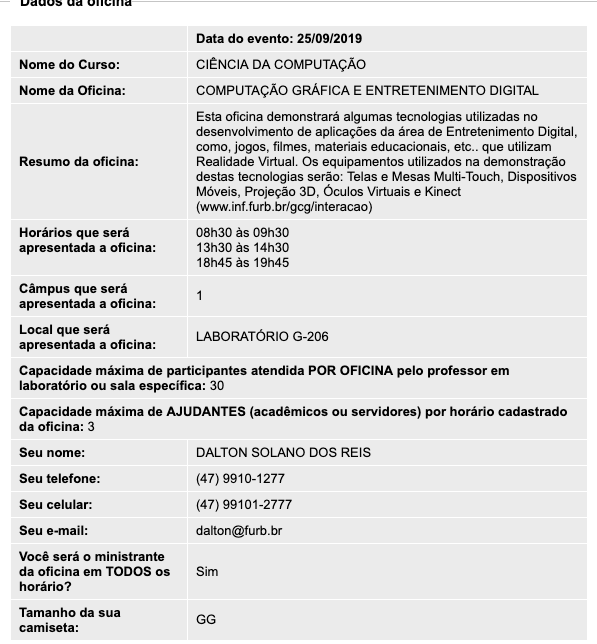 Dados da oficina
Data do evento: 25/09/2019
Nome do Curso: CIÊNCIA DA COMPUTAÇÃO
Nome da Oficina: COMPUTAÇÃO GRÁFICA E ENTRETENIMENTO DIGITAL
Resumo da oficina:
Esta oficina demonstrará algumas tecnologias utilizadas no
desenvolvimento de aplicações da área de Entretenimento Digital,
como, jogos, filmes, materiais educacionais, etc.. que utilizam
Realidade Virtual. Os equipamentos utilizados na demonstração
destas tecnologias serão: Telas e Mesas Multi-Touch, Dispositivos
Móveis, Projeção 3D, Óculos Virtuais e Kinect
(www.inf.furb.br/gcg/interacao)
Horários que será
apresentada a oficina:
08h30 às 09h30
13h30 às 14h30
18h45 às 19h45
Câmpus que será
apresentada a oficina:
1
Local que será
apresentada a oficina:
LABORATÓRIO G-206
Capacidade máxima de participantes atendida POR OFICINA pelo professor em
laboratório ou sala específica: 30
Capacidade máxima de AJUDANTES (acadêmicos ou servidores) por horário cadastrado
da oficina: 3
Seu nome: DALTON SOLANO DOS REIS
Seu telefone: (47) 9910-1277
Seu celular: (47) 99101-2777
Seu e-mail: dalton@furb.br
Você será o ministrante
da oficina em TODOS os
horário?
Sim
Tamanho da sua
camiseta:
GG